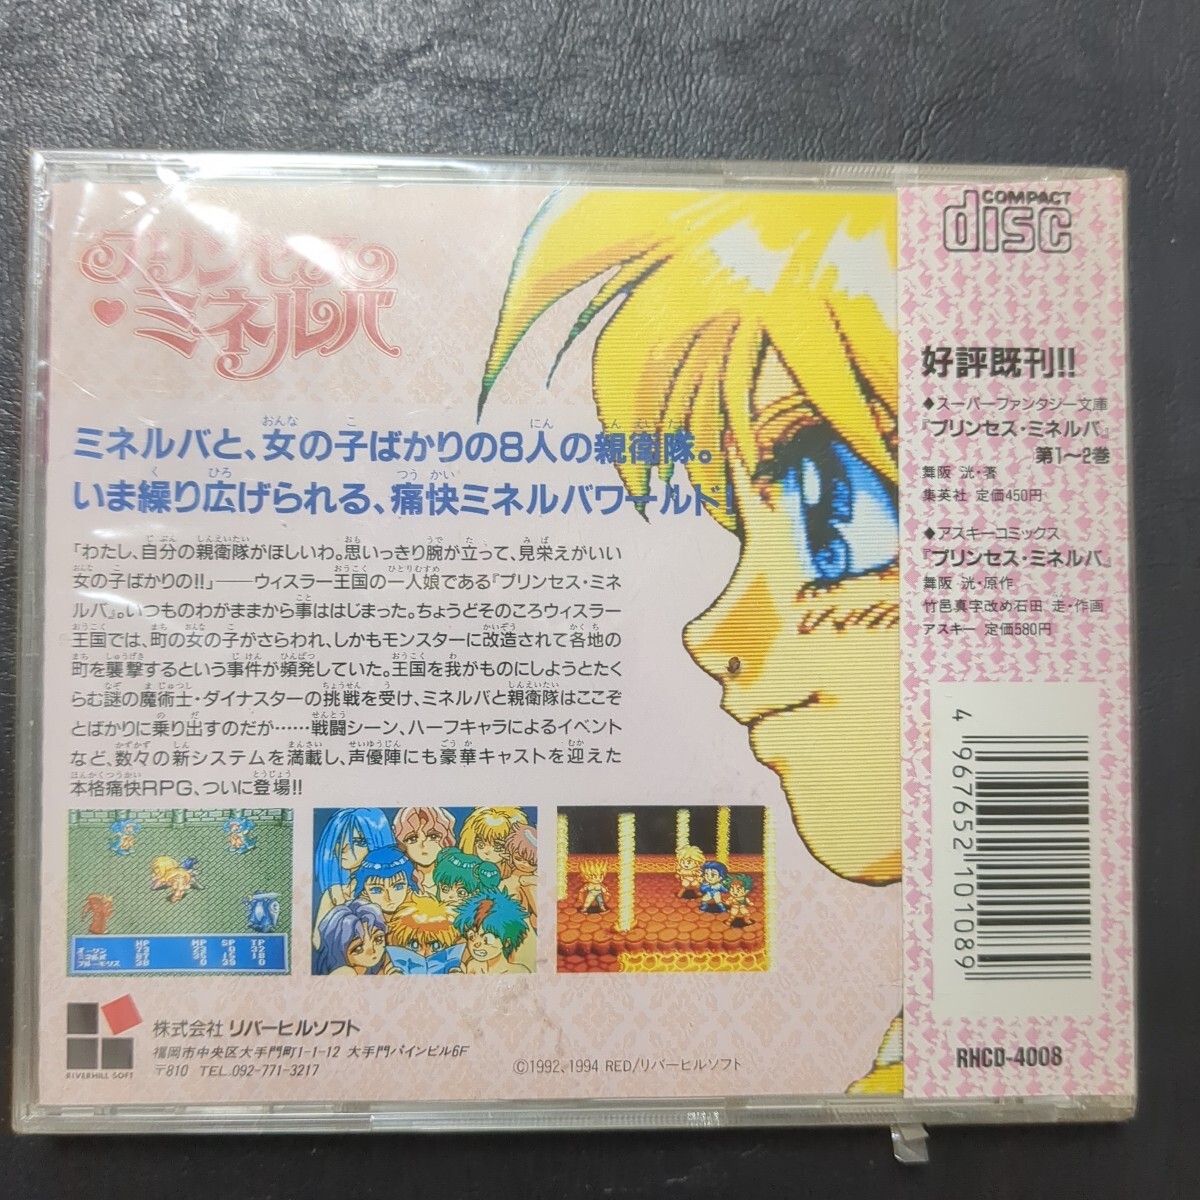 プリンセス
・ミネルバ
ミネルバと、女の子ばかりの8人の親衛隊。
いま繰り広げられる、痛快ミネルバワールド!
「わたし、自分の親衛隊がほしいわ。思いっきり腕が立って、見栄えがいい
女の子ばかりの!!」――ウィスラー王国の一人娘である『プリンセス・ミネ
ルバ』。いつものわがままから事ははじまった。ちょうどそのころウィスラー
王国では、町の女の子がさらわれ、しかもモンスターに改造されて各地の
町を襲撃するという事件が頻発していた。王国を我がものにしようとたく
らむ謎の魔術士・ダイナスターの挑戦を受け、ミネルバと親衛隊はここぞ
とばかりに乗り出すのだが……戦闘シーン、ハーフキャラによるイベント
など、数々の新システムを満載し、声優陣にも豪華キャストを迎えた
本格痛快RPG、ついに登場!!
HP MP SP TP
オーリン 73 23 0 32
ミネルバ
ブルーモリス
RIVERHILL SOFT
株式会社 リバーヒルソフト
福岡市中央区大手門町1-1-12 大手門パインビル6F
〒810 TEL.092-771-3217
©1992、1994 RED/リバーヒルソフト
COMPACT
disc
好評既刊!!
◆スーパーファンタジー文庫
『プリンセス・ミネルバ』
第1~2巻
舞阪 洸・著
集英社 定価450円
◆アスキーコミックス
『プリンセス・ミネルバ』
舞阪 洸・原作
竹邑真字改め石田 走・作画
アスキー 定価580円
4 967652 101089
RHCD-4008